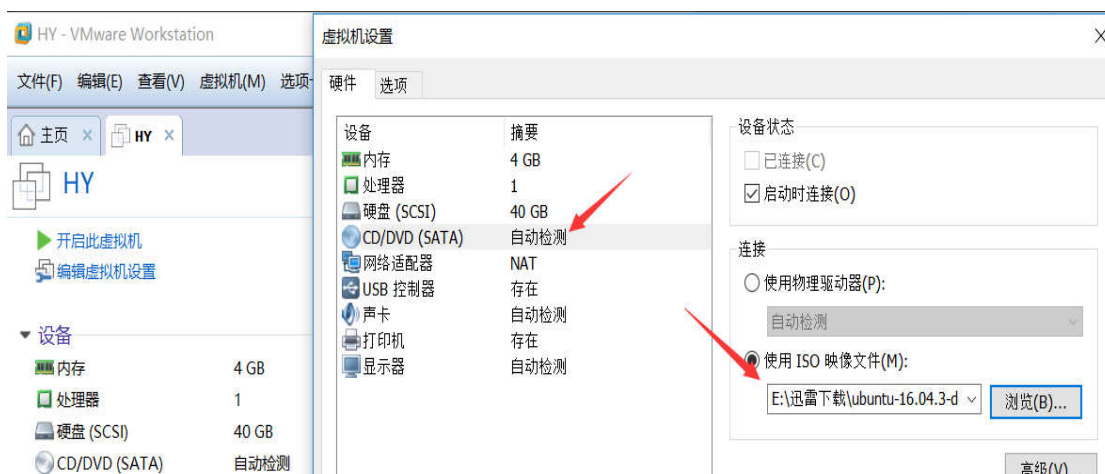 HY - VMware Workstation
文件(F) 编辑(E) 查看(V) 虚拟机(M) 选项
主页 × HY ×
HY
开启此虚拟机
编辑虚拟机设置
设备
内存 4 GB
处理器 1
硬盘 (SCSI) 40 GB
CD/DVD (SATA) 自动检测
虚拟机设置
硬件 选项
设备 摘要
内存 4 GB
处理器 1
硬盘 (SCSI) 40 GB
CD/DVD (SATA) 自动检测
网络适配器 NAT
USB 控制器 存在
声卡 自动检测
打印机 存在
显示器 自动检测
设备状态
已连接(C)
启动时连接(O)
连接
使用物理驱动器(P):
自动检测
使用 ISO 映像文件(M):
E:\迅雷下载\ubuntu-16.04.3-d 浏览(B)...
高级(V)...